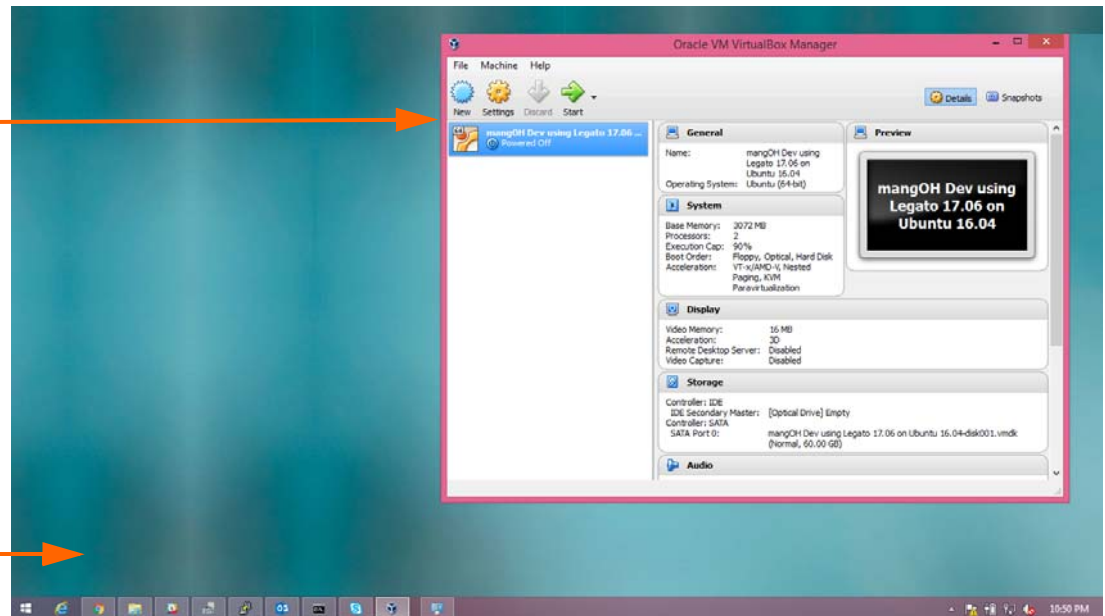 Oracle VM VirtualBox Manager
File Machine Help
New Settings Discard Start
Details Snapshots
mangOH Dev using Legato 17.06 ...
Powered Off
General
Name: mangOH Dev using
Legato 17.06 on
Ubuntu 16.04
Operating System: Ubuntu (64-bit)
System
Base Memory: 3072 MB
Processors: 2
Execution Cap: 90%
Boot Order: Floppy, Optical, Hard Disk
Acceleration: VT-x/AMD-V, Nested
Paging, KVM
Paravirtualization
Preview
mangOH Dev using
Legato 17.06 on
Ubuntu 16.04
Display
Video Memory: 16 MB
Acceleration: 3D
Remote Desktop Server: Disabled
Video Capture: Disabled
Storage
Controller: IDE
IDE Secondary Master: [Optical Drive] Empty
Controller: SATA
SATA Port 0: mangOH Dev using Legato 17.06 on Ubuntu 16.04-disk001.vmdk
(Normal, 60.00 GB)
Audio
10:50 PM